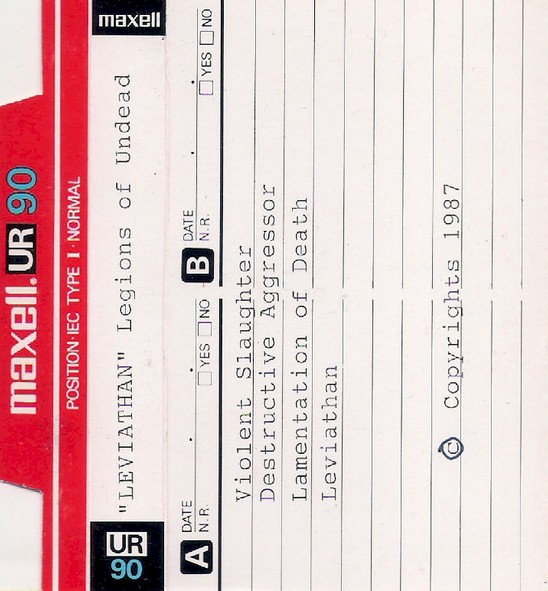 maxell. UR 90
POSITION·IEC TYPE I·NORMAL
UR 90
"LEVIATHAN" Legions of Undead
maxell
A DATE
N.R. YES NO
B DATE
N.R. YES NO
Violent Slaughter
Destructive Aggressor
Lamentation of Death
Leviathan
© Copyrights 1987